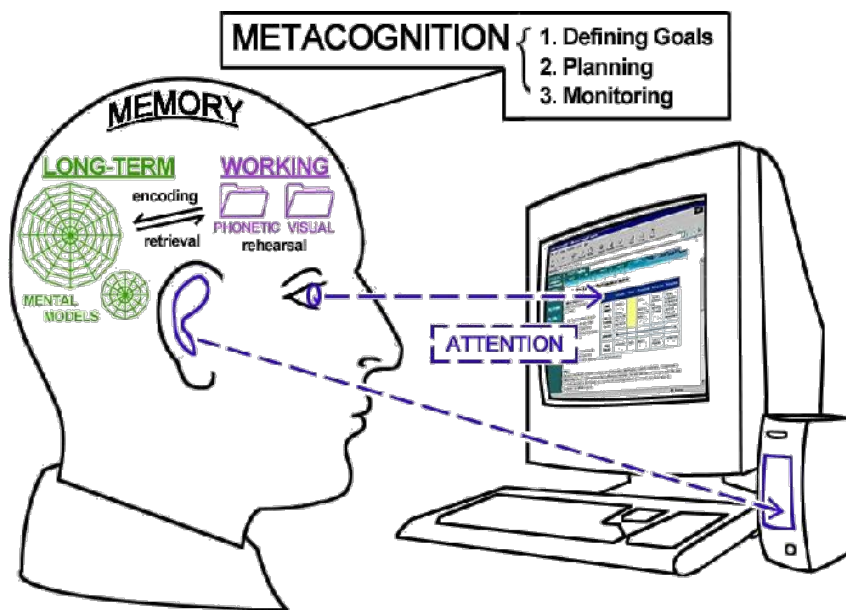 METACOGNITION
1. Defining Goals
2. Planning
3. Monitoring
MEMORY
LONG-TERM
WORKING
encoding
retrieval
PHONETIC VISUAL
rehearsal
MENTAL
MODELS
ATTENTION